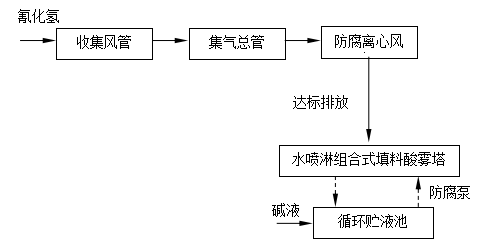 氰化氢
收集风管
集气总管
防腐离心风
达标排放
水喷淋组合式填料酸雾塔
防腐泵
碱液
循环贮液池